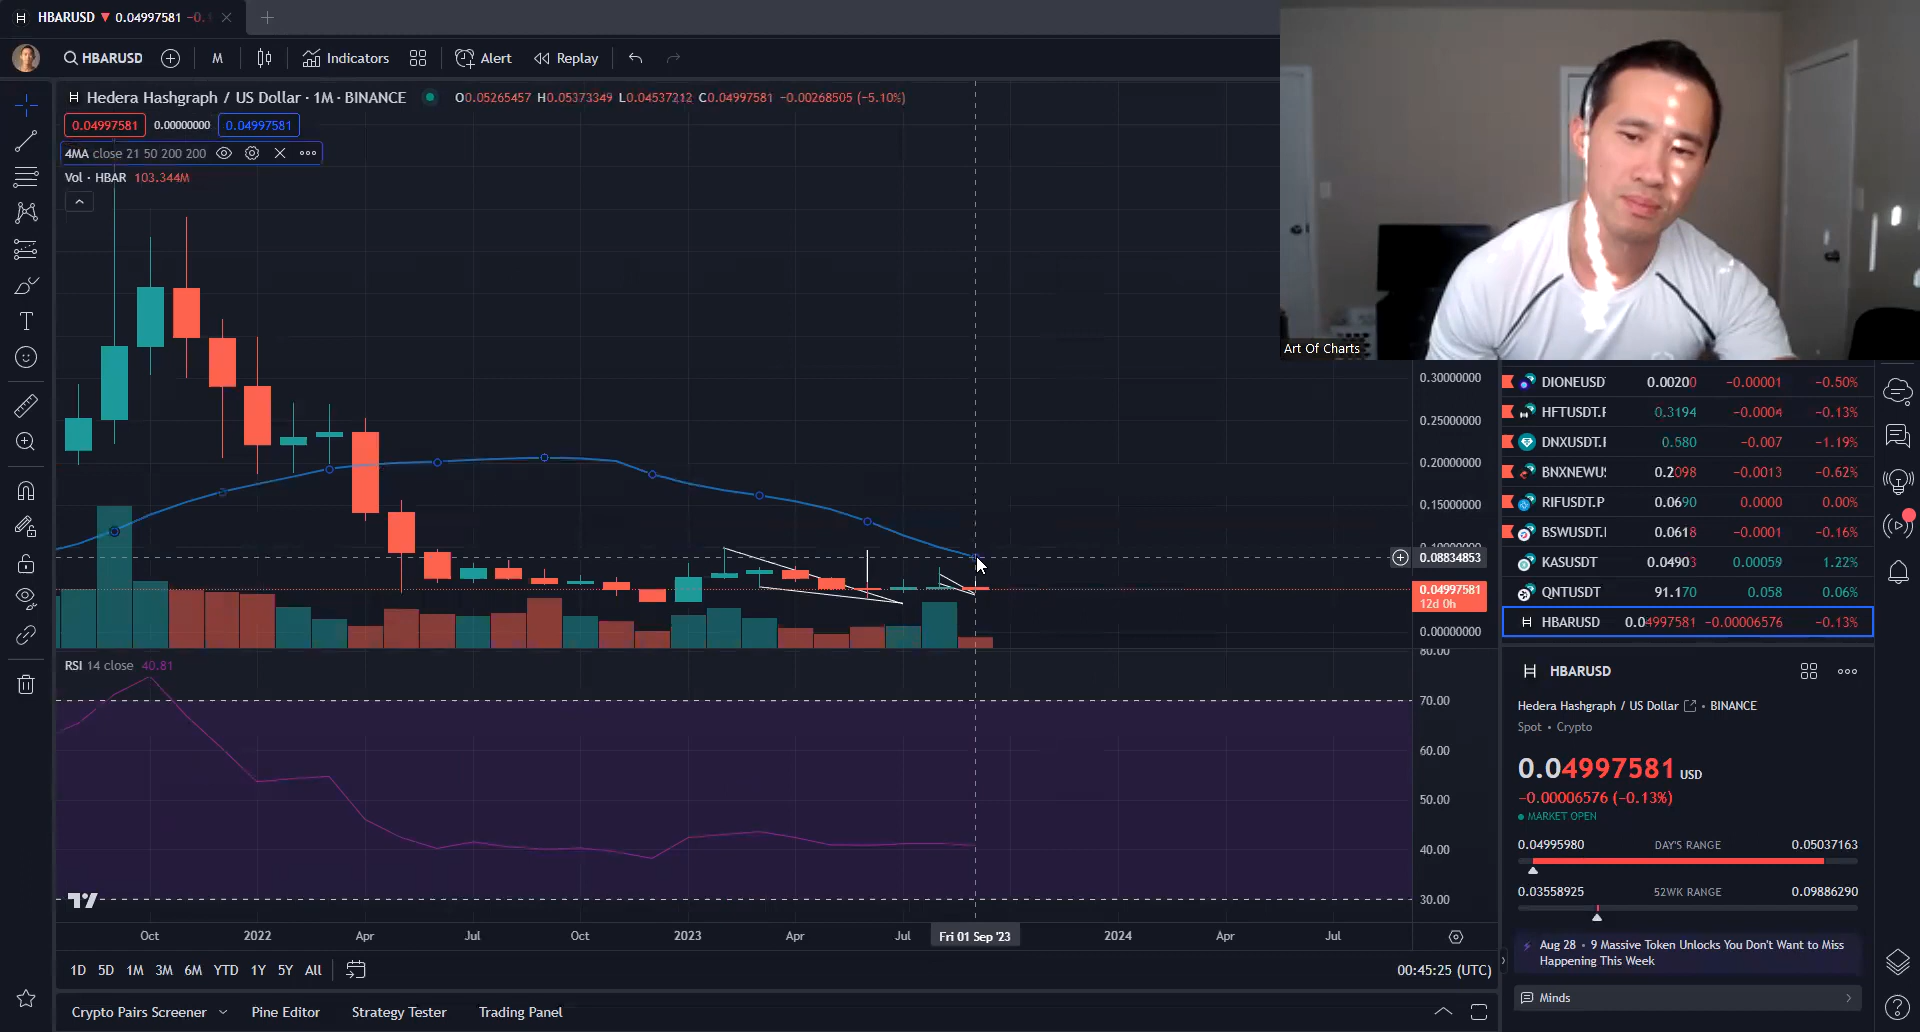 HBARUSD ▼ 0.04997581 −0.1
HBARUSD M Indicators Alert Replay
Hedera Hashgraph / US Dollar · 1M · BINANCE O0.05265457 H0.05373349 L0.04537212 C0.04997581 −0.00268505 (−5.10%)
0.04997581 0.00000000 0.04997581
4MA close 21 50 200 200
Vol · HBAR 103.344M
Art Of Charts
0.30000000
0.25000000
0.20000000
0.15000000
0.10000000
0.08834853
0.04997581
12d 0h
0.00000000
DIONEUSD 0.00200 −0.00001 −0.50%
HFTUSDT.F 0.3194 −0.0004 −0.13%
DNXUSDT.I 0.580 −0.007 −1.19%
BNXNEWU 0.2098 −0.0013 −0.62%
RIFUSDT.P 0.0690 0.0000 0.00%
BSWUSDT.I 0.0618 −0.0001 −0.16%
KASUSDT 0.04903 0.00059 1.22%
QNTUSDT 91.170 0.058 0.06%
HBARUSD 0.04997581 −0.00006576 −0.13%
RSI 14 close 40.81
80.00
70.00
60.00
50.00
40.00
30.00
HBARUSD
Hedera Hashgraph / US Dollar • BINANCE
Spot • Crypto
0.04997581 USD
−0.00006576 (−0.13%)
MARKET OPEN
0.04995980 DAY'S RANGE 0.05037163
0.03558925 52WK RANGE 0.09886290
Aug 28 • 9 Massive Token Unlocks You Don't Want to Miss
Happening This Week
Minds
Oct 2022 Apr Jul Oct 2023 Apr Jul Fri 01 Sep '23 2024 Apr Jul
1D 5D 1M 3M 6M YTD 1Y 5Y All 00:45:25 (UTC)
Crypto Pairs Screener Pine Editor Strategy Tester Trading Panel